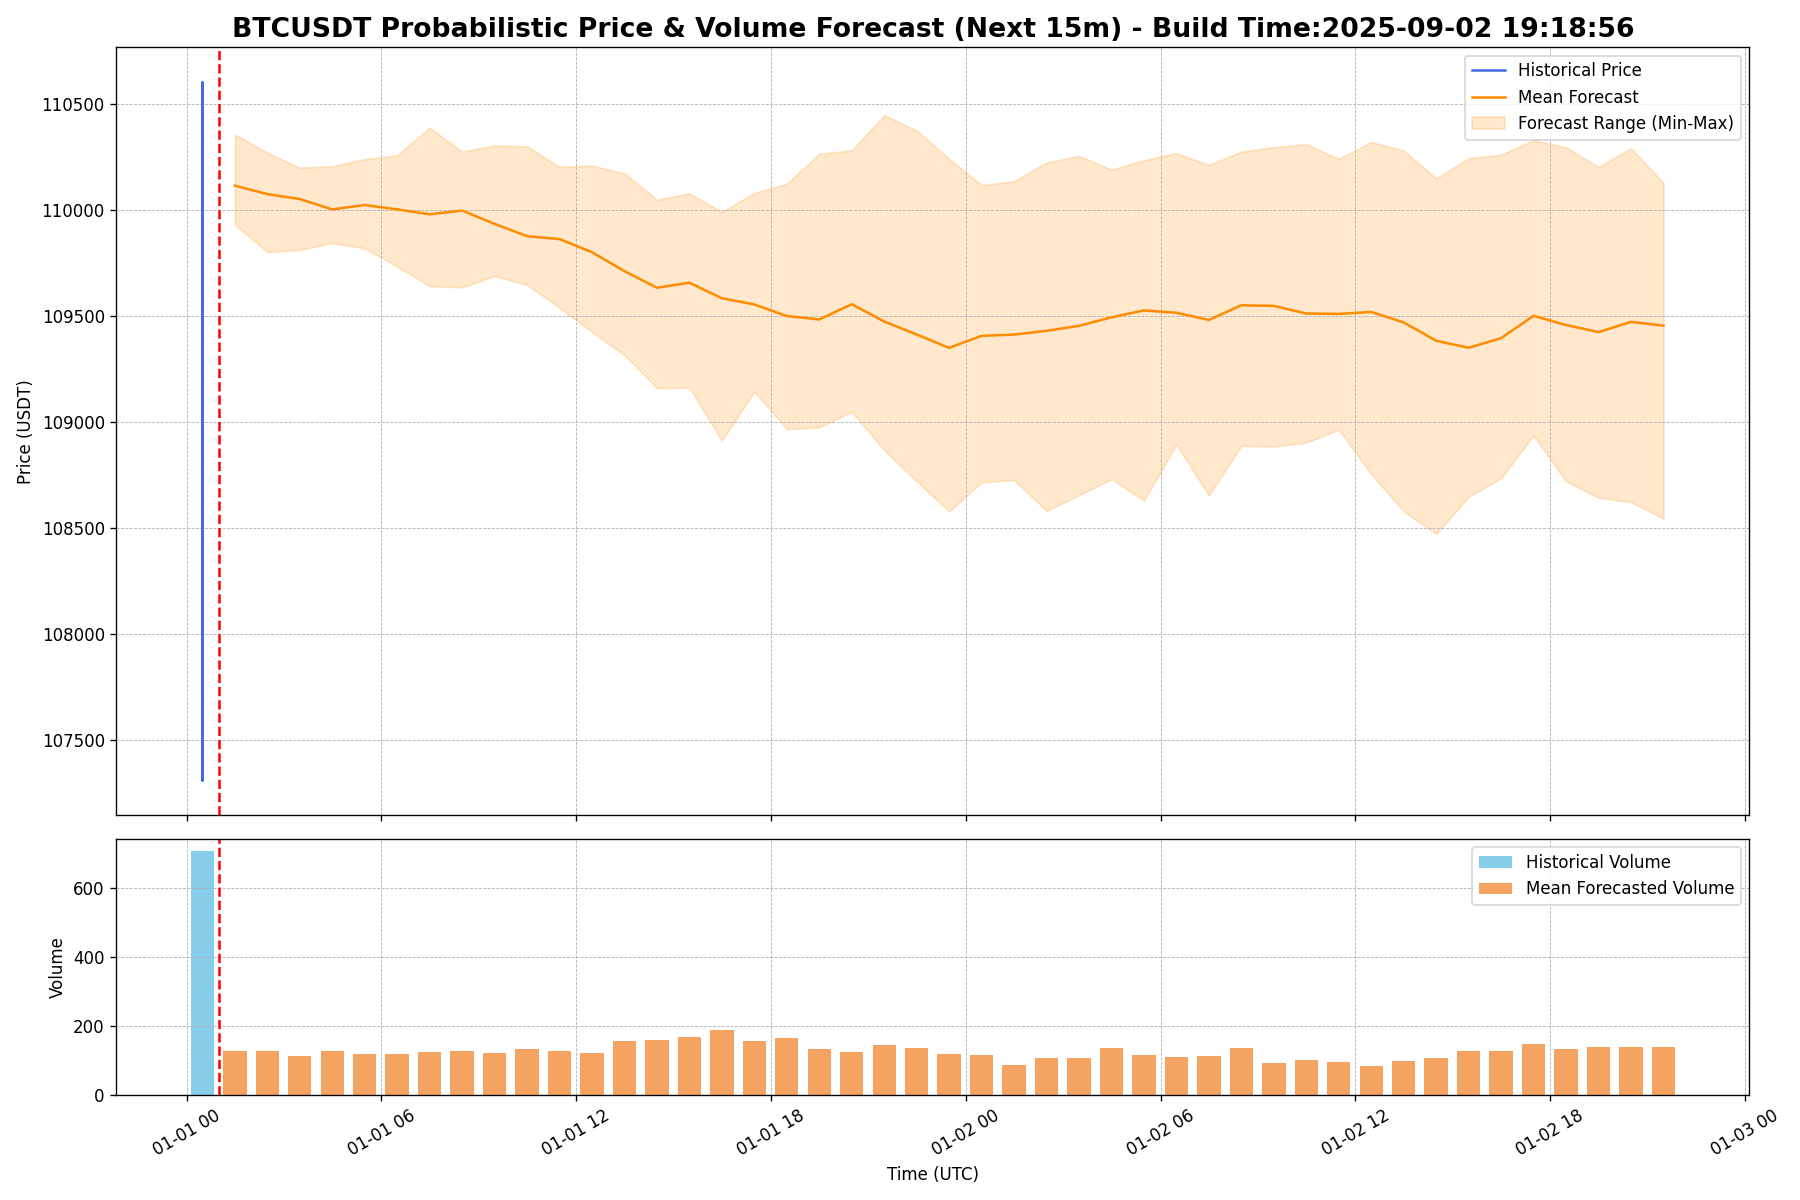 BTCUSDT Probabilistic Price & Volume Forecast (Next 15m) - Build Time:2025-09-02 19:18:56
Historical Price
Mean Forecast
Forecast Range (Min-Max)
Price (USDT)
110500
110000
109500
109000
108500
108000
107500
Historical Volume
Mean Forecasted Volume
Volume
600
400
200
0
01-01 00
01-01 06
01-01 12
01-01 18
01-02 00
01-02 06
01-02 12
01-02 18
01-03 00
Time (UTC)